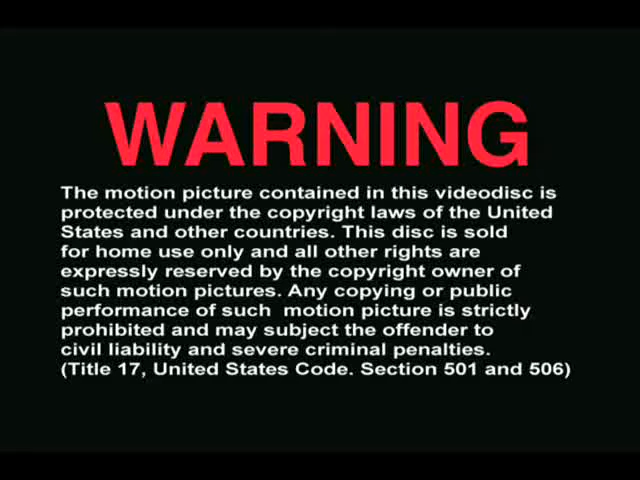 WARNING
The motion picture contained in this videodisc is
protected under the copyright laws of the United
States and other countries. This disc is sold
for home use only and all other rights are
expressly reserved by the copyright owner of
such motion pictures. Any copying or public
performance of such  motion picture is strictly
prohibited and may subject the offender to
civil liability and severe criminal penalties.
(Title 17, United States Code. Section 501 and 506)